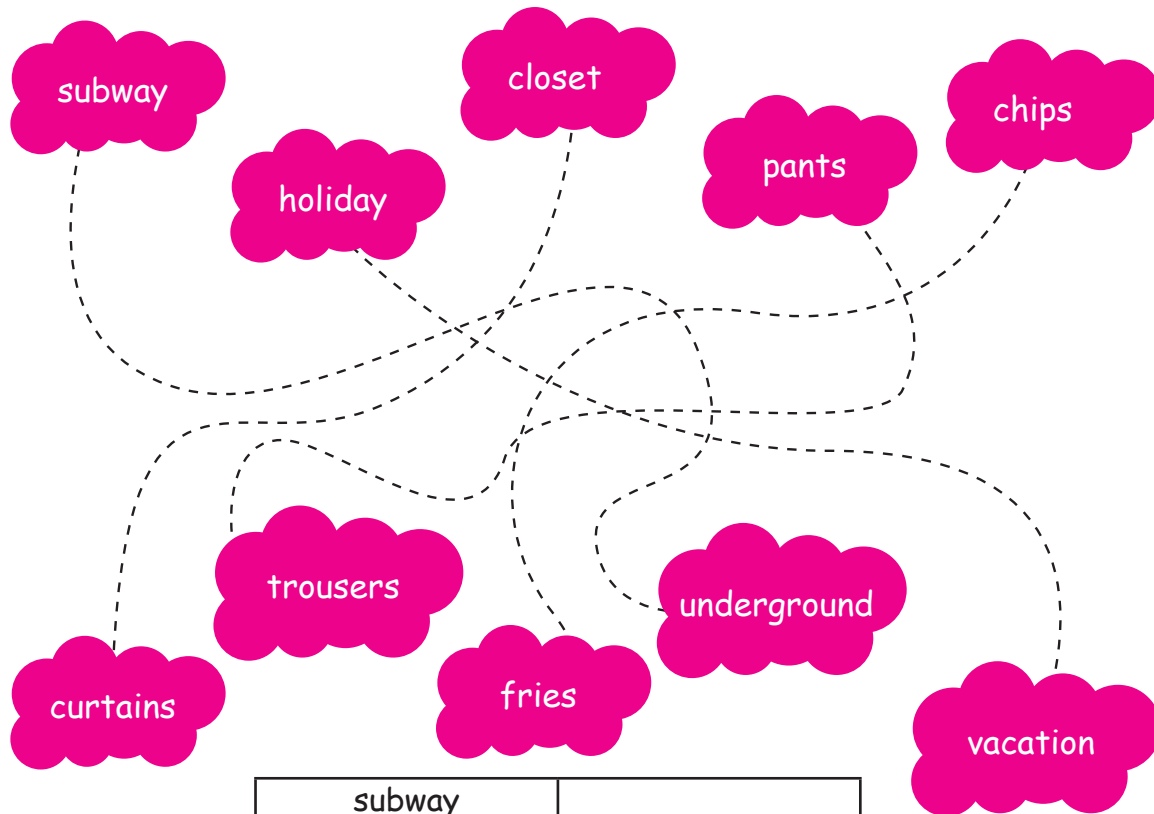 subway
closet
chips
holiday
pants
trousers
underground
curtains
fries
vacation
subway